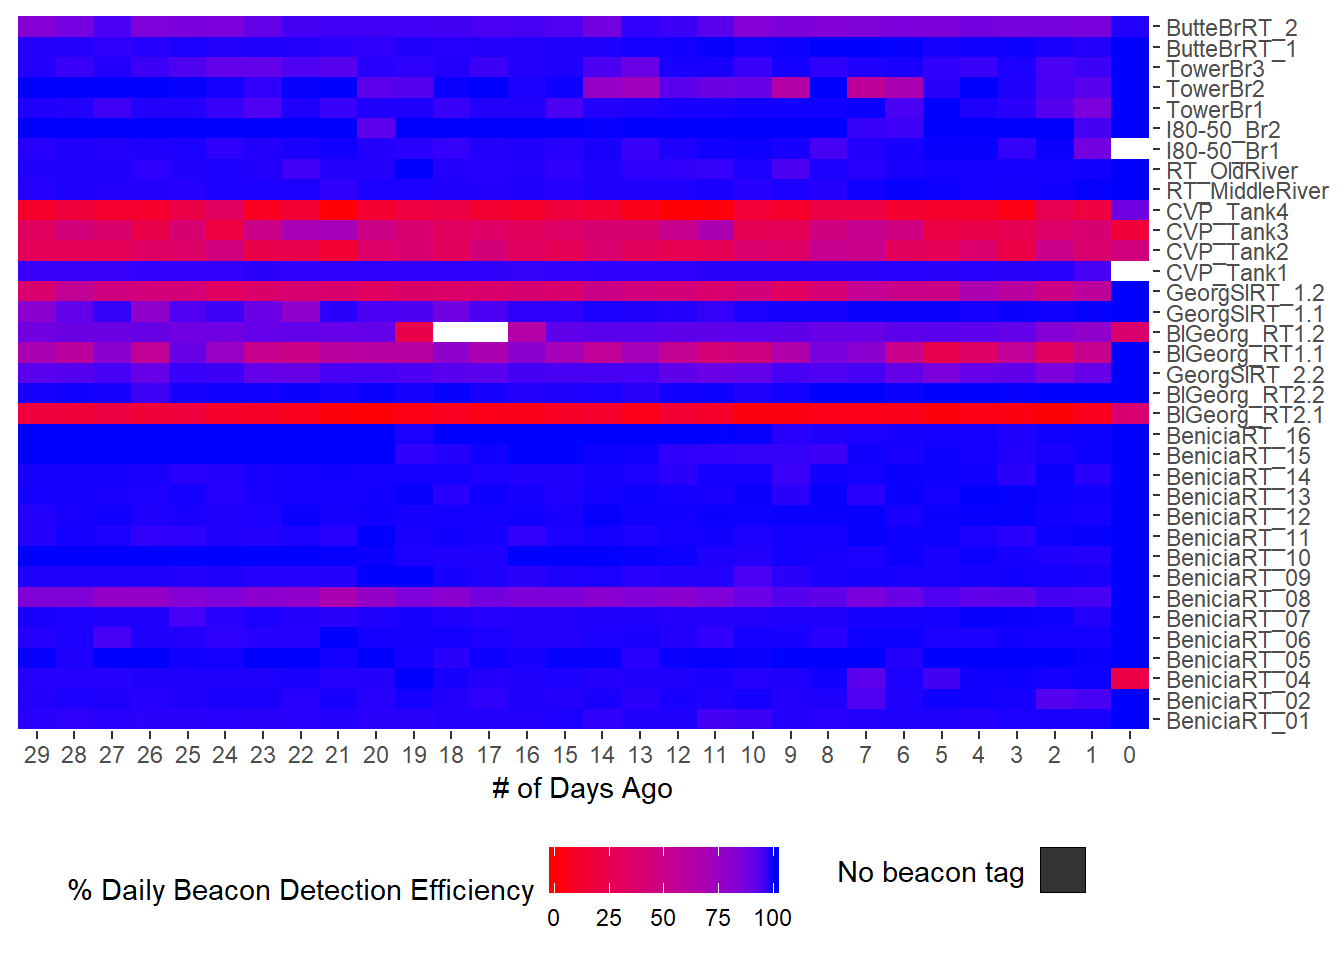 ButteBrRT_2
ButteBrRT_1
TowerBr3
TowerBr2
TowerBr1
I80-50_Br2
I80-50_Br1
RT_OldRiver
RT_MiddleRiver
CVP_Tank4
CVP_Tank3
CVP_Tank2
CVP_Tank1
GeorgSlRT_1.2
GeorgSlRT_1.1
BlGeorg_RT1.2
BlGeorg_RT1.1
GeorgSlRT_2.2
BlGeorg_RT2.2
BlGeorg_RT2.1
BeniciaRT_16
BeniciaRT_15
BeniciaRT_14
BeniciaRT_13
BeniciaRT_12
BeniciaRT_11
BeniciaRT_10
BeniciaRT_09
BeniciaRT_08
BeniciaRT_07
BeniciaRT_06
BeniciaRT_05
BeniciaRT_04
BeniciaRT_02
BeniciaRT_01
29 28 27 26 25 24 23 22 21 20 19 18 17 16 15 14 13 12 11 10 9 8 7 6 5 4 3 2 1 0
# of Days Ago
% Daily Beacon Detection Efficiency
0 25 50 75 100
No beacon tag